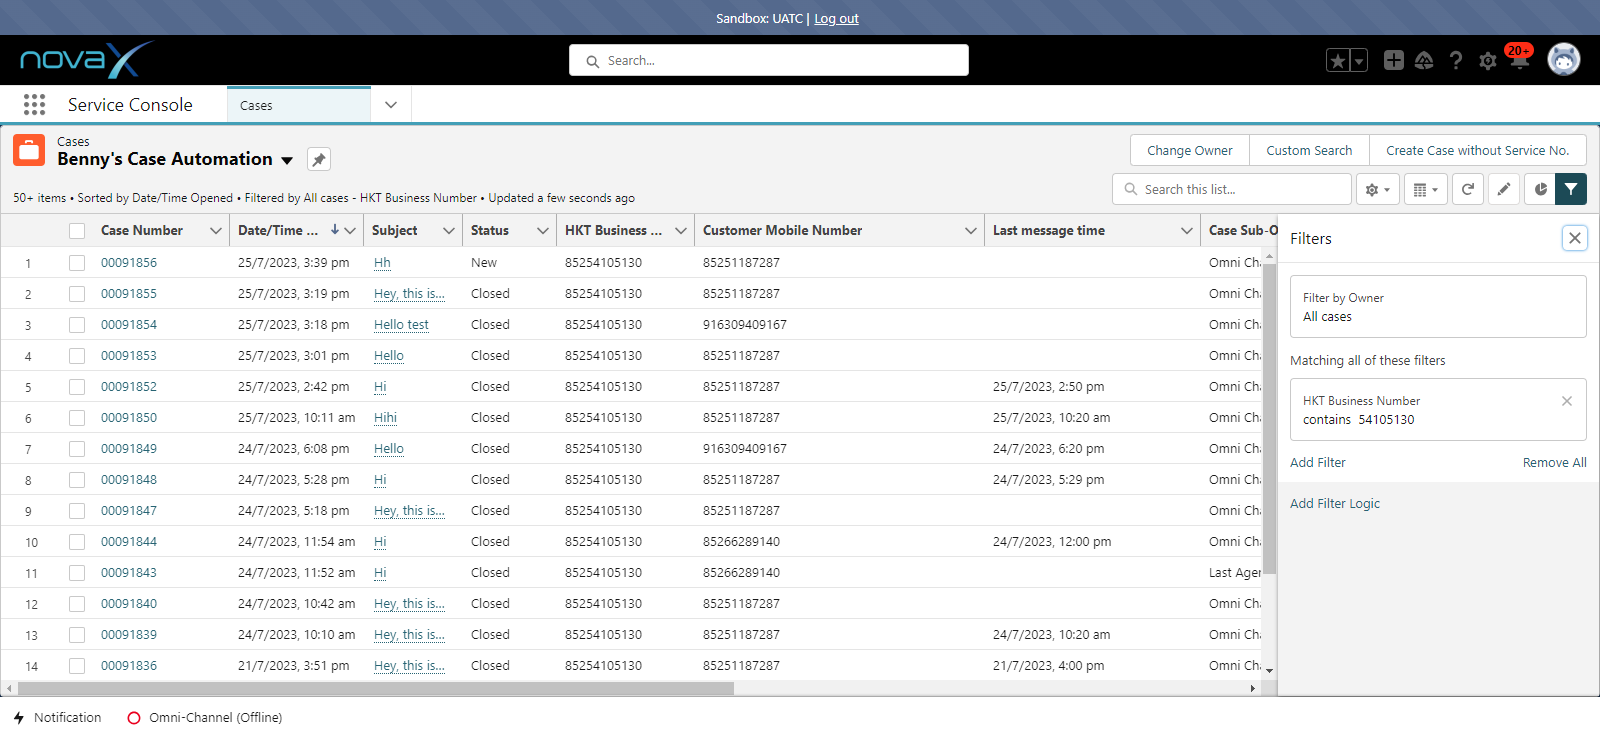 Sandbox: UATC | Log out
novaX
Search...
20+
Service Console
Cases
Cases
Benny's Case Automation
Change Owner
Custom Search
Create Case without Service No.
50+ items • Sorted by Date/Time Opened • Filtered by All cases - HKT Business Number • Updated a few seconds ago
Search this list...
Case Number Date/Time ... Subject Status HKT Business ... Customer Mobile Number Last message time Case Sub-O
1 00091856 25/7/2023, 3:39 pm Hh New 85254105130 85251187287 Omni Cha
2 00091855 25/7/2023, 3:19 pm Hey, this is... Closed 85254105130 85251187287 Omni Cha
3 00091854 25/7/2023, 3:18 pm Hello test Closed 85254105130 916309409167 Omni Cha
4 00091853 25/7/2023, 3:01 pm Hello Closed 85254105130 85251187287 Omni Cha
5 00091852 25/7/2023, 2:42 pm Hi Closed 85254105130 85251187287 25/7/2023, 2:50 pm Omni Cha
6 00091850 25/7/2023, 10:11 am Hihi Closed 85254105130 85251187287 25/7/2023, 10:20 am Omni Cha
7 00091849 24/7/2023, 6:08 pm Hello Closed 85254105130 916309409167 24/7/2023, 6:20 pm Omni Cha
8 00091848 24/7/2023, 5:28 pm Hi Closed 85254105130 85251187287 24/7/2023, 5:29 pm Omni Cha
9 00091847 24/7/2023, 5:18 pm Hey, this is... Closed 85254105130 85251187287 Omni Cha
10 00091844 24/7/2023, 11:54 am Hi Closed 85254105130 85266289140 24/7/2023, 12:00 pm Omni Cha
11 00091843 24/7/2023, 11:52 am Hi Closed 85254105130 85266289140 Last Agen
12 00091840 24/7/2023, 10:42 am Hey, this is... Closed 85254105130 85251187287 Omni Cha
13 00091839 24/7/2023, 10:10 am Hey, this is... Closed 85254105130 85251187287 24/7/2023, 10:20 am Omni Cha
14 00091836 21/7/2023, 3:51 pm Hey, this is... Closed 85254105130 85251187287 21/7/2023, 4:00 pm Omni Cha
Filters
Filter by Owner
All cases
Matching all of these filters
HKT Business Number
contains 54105130
Add Filter
Remove All
Add Filter Logic
Notification
Omni-Channel (Offline)